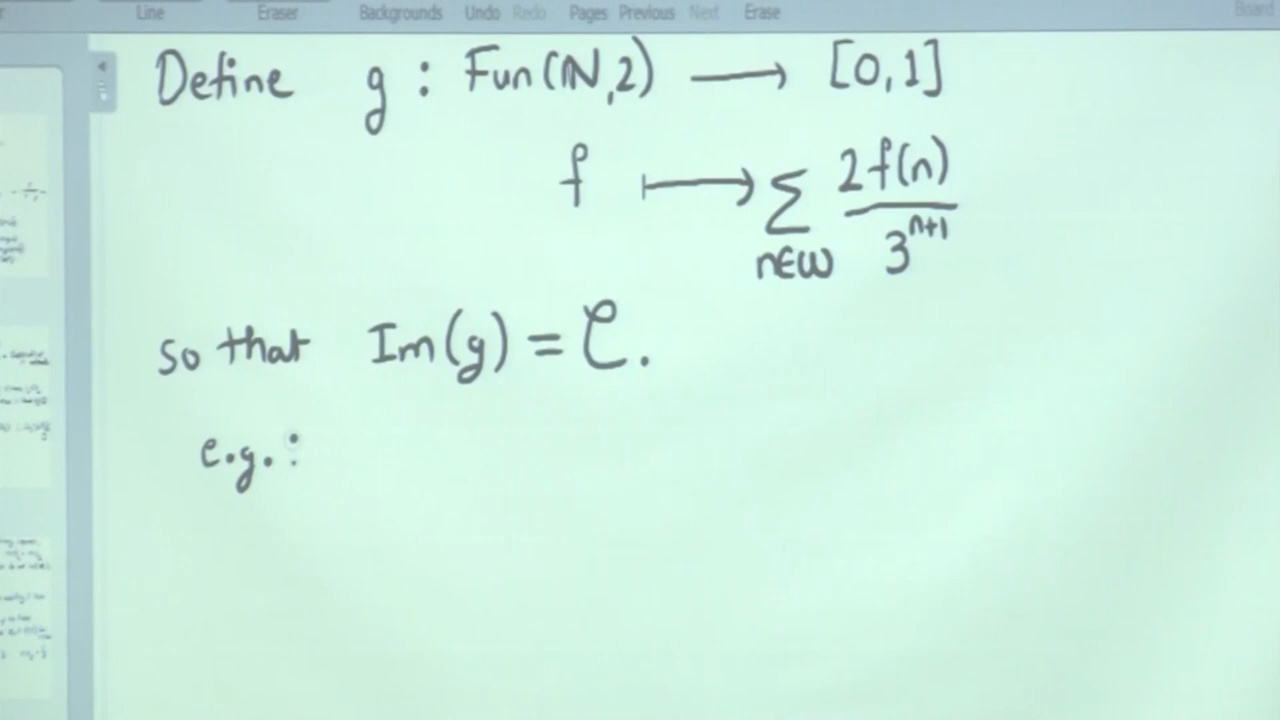 Line Eraser Backgrounds Undo Redo Pages Previous Next Erase Board
Define g : Fun(ℕ,2) ⟶ [0,1]
f ⟼ ∑ 2f(n)
n∈ω 3^{n+1}
so that Im(g) = C.
e.g. :